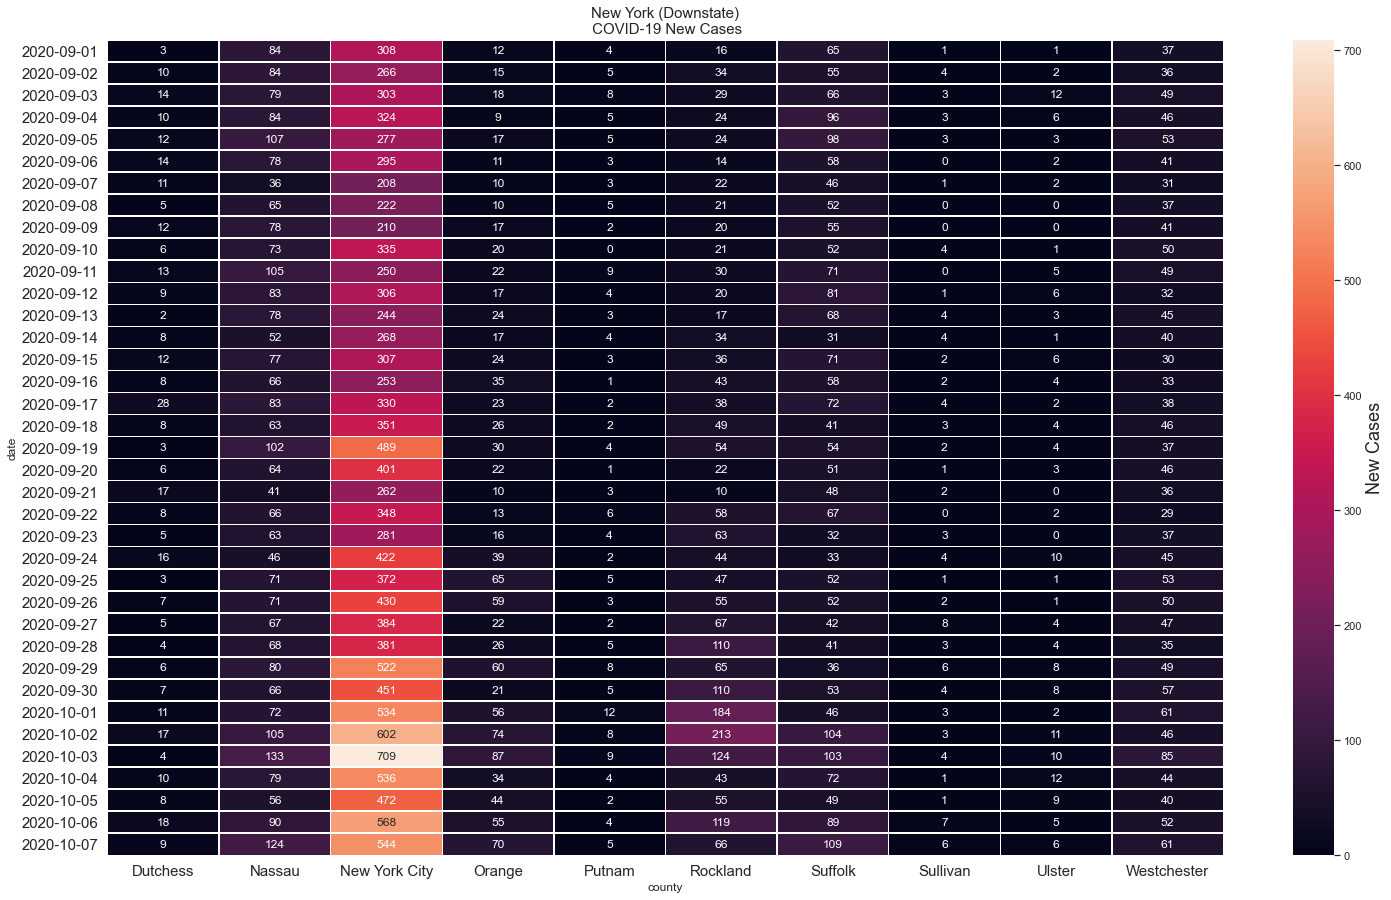 New York (Downstate)
COVID-19 New Cases
2020-09-01 3 84 308 12 4 16 65 1 1 37
2020-09-02 10 84 266 15 5 34 55 4 2 36
2020-09-03 14 79 303 18 8 29 66 3 12 49
2020-09-04 10 84 324 9 5 24 96 3 6 46
2020-09-05 12 107 277 17 5 24 98 3 3 53
2020-09-06 14 78 295 11 3 14 58 0 2 41
2020-09-07 11 36 208 10 3 22 46 1 2 31
2020-09-08 5 65 222 10 5 21 52 0 0 37
2020-09-09 12 78 210 17 2 20 55 0 0 41
2020-09-10 6 73 335 20 0 21 52 4 1 50
2020-09-11 13 105 250 22 9 30 71 0 5 49
2020-09-12 9 83 306 17 4 20 81 1 6 32
2020-09-13 2 78 244 24 3 17 68 4 3 45
2020-09-14 8 52 268 17 4 34 31 4 1 40
2020-09-15 12 77 307 24 3 36 71 2 6 30
2020-09-16 8 66 253 35 1 43 58 2 4 33
2020-09-17 28 83 330 23 2 38 72 4 2 38
2020-09-18 8 63 351 26 2 49 41 3 4 46
2020-09-19 3 102 489 30 4 54 54 2 4 37
2020-09-20 6 64 401 22 1 22 51 1 3 46
2020-09-21 17 41 262 10 3 10 48 2 0 36
2020-09-22 8 66 348 13 6 58 67 0 2 29
2020-09-23 5 63 281 16 4 63 32 3 0 37
2020-09-24 16 46 422 39 2 44 33 4 10 45
2020-09-25 3 71 372 65 5 47 52 1 1 53
2020-09-26 7 71 430 59 3 55 52 2 1 50
2020-09-27 5 67 384 22 2 67 42 8 4 47
2020-09-28 4 68 381 26 5 110 41 3 4 35
2020-09-29 6 80 522 60 8 65 36 6 8 49
2020-09-30 7 66 451 21 5 110 53 4 8 57
2020-10-01 11 72 534 56 12 184 46 3 2 61
2020-10-02 17 105 602 74 8 213 104 3 11 46
2020-10-03 4 133 709 87 9 124 103 4 10 85
2020-10-04 10 79 536 34 4 43 72 1 12 44
2020-10-05 8 56 472 44 2 55 49 1 9 40
2020-10-06 18 90 568 55 4 119 89 7 5 52
2020-10-07 9 124 544 70 5 66 109 6 6 61
Dutchess Nassau New York City Orange Putnam Rockland Suffolk Sullivan Ulster Westchester
county
date
700
600
500
400
300
200
100
0
New Cases